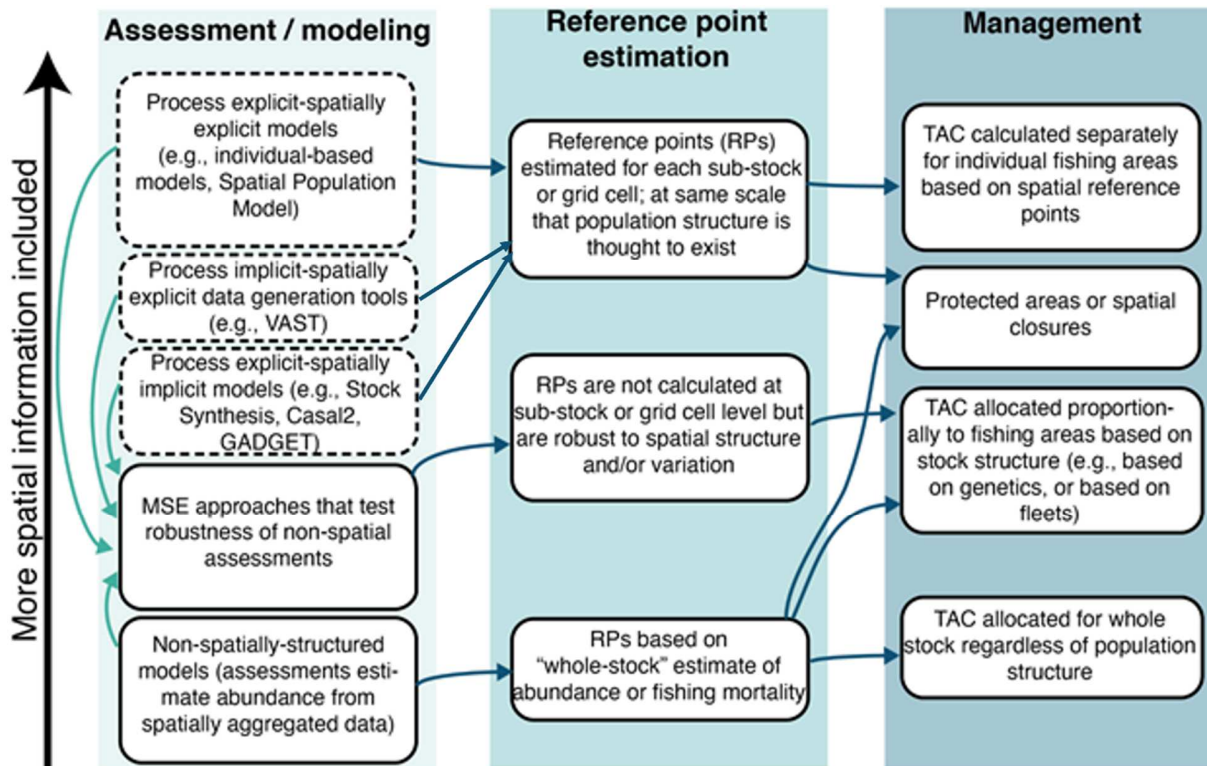 More spatial information included
Assessment / modeling
Process explicit-spatially
explicit models
(e.g., individual-based
models, Spatial Population
Model)
Process implicit-spatially
explicit data generation tools
(e.g., VAST)
Process explicit-spatially
implicit models (e.g., Stock
Synthesis, Casal2,
GADGET)
MSE approaches that test
robustness of non-spatial
assessments
Non-spatially-structured
models (assessments esti-
mate abundance from
spatially aggregated data)
Reference point
estimation
Reference points (RPs)
estimated for each sub-stock
or grid cell; at same scale
that population structure is
thought to exist
RPs are not calculated at
sub-stock or grid cell level but
are robust to spatial structure
and/or variation
RPs based on
“whole-stock” estimate of
abundance or fishing mortality
Management
TAC calculated separately
for individual fishing areas
based on spatial reference
points
Protected areas or spatial
closures
TAC allocated proportion-
ally to fishing areas based on
stock structure (e.g., based
on genetics, or based on
fleets)
TAC allocated for whole
stock regardless of population
structure